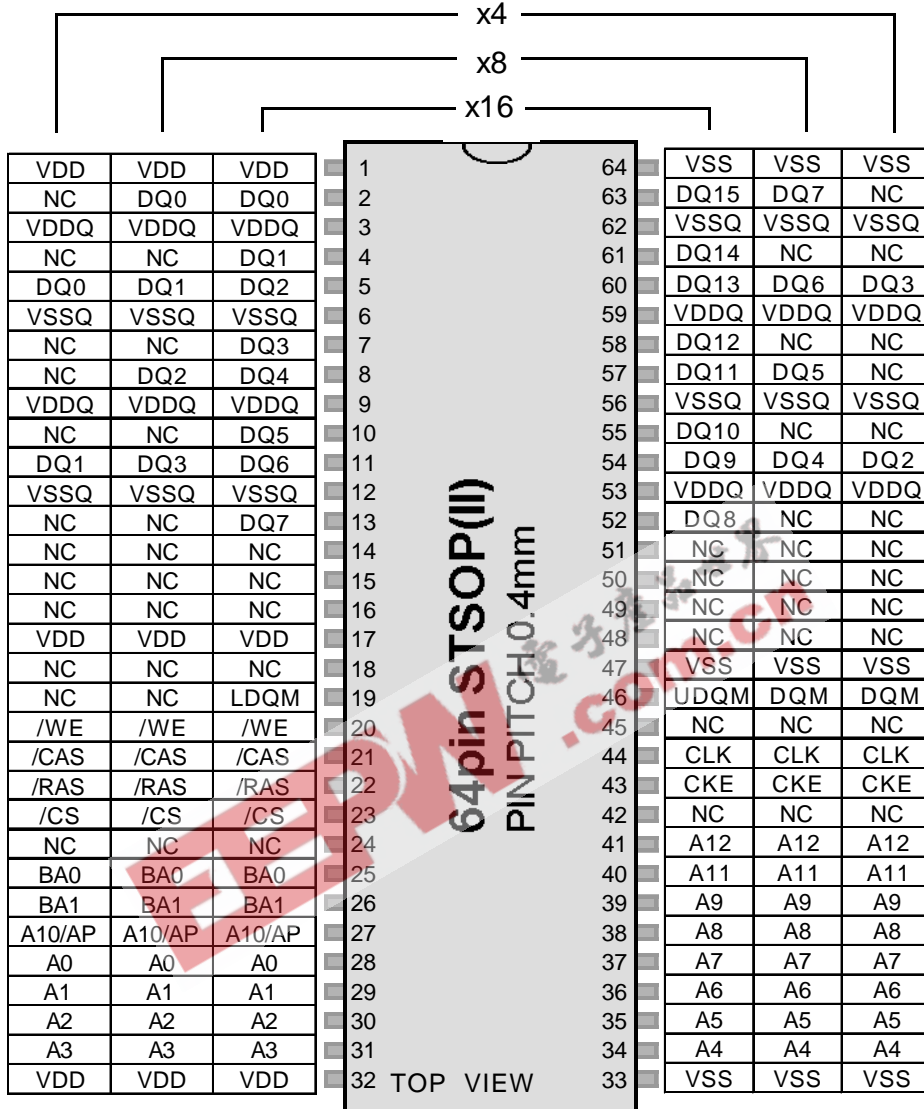 x4
x8
x16
VDD VDD VDD 1 64 VSS VSS VSS
NC DQ0 DQ0 2 63 DQ15 DQ7 NC
VDDQ VDDQ VDDQ 3 62 VSSQ VSSQ VSSQ
NC NC DQ1 4 61 DQ14 NC NC
DQ0 DQ1 DQ2 5 60 DQ13 DQ6 DQ3
VSSQ VSSQ VSSQ 6 59 VDDQ VDDQ VDDQ
NC NC DQ3 7 58 DQ12 NC NC
NC DQ2 DQ4 8 57 DQ11 DQ5 NC
VDDQ VDDQ VDDQ 9 56 VSSQ VSSQ VSSQ
NC NC DQ5 10 55 DQ10 NC NC
DQ1 DQ3 DQ6 11 54 DQ9 DQ4 DQ2
VSSQ VSSQ VSSQ 12 53 VDDQ VDDQ VDDQ
NC NC DQ7 13 52 DQ8 NC NC
NC NC NC 14 51 NC NC NC
NC NC NC 15 50 NC NC NC
NC NC NC 16 49 NC NC NC
VDD VDD VDD 17 48 NC NC NC
NC NC NC 18 47 VSS VSS VSS
NC NC LDQM 19 46 UDQM DQM DQM
/WE /WE /WE 20 45 NC NC NC
/CAS /CAS /CAS 21 44 CLK CLK CLK
/RAS /RAS /RAS 22 43 CKE CKE CKE
/CS /CS /CS 23 42 NC NC NC
NC NC NC 24 41 A12 A12 A12
BA0 BA0 BA0 25 40 A11 A11 A11
BA1 BA1 BA1 26 39 A9 A9 A9
A10/AP A10/AP A10/AP 27 38 A8 A8 A8
A0 A0 A0 28 37 A7 A7 A7
A1 A1 A1 29 36 A6 A6 A6
A2 A2 A2 30 35 A5 A5 A5
A3 A3 A3 31 34 A4 A4 A4
VDD VDD VDD 32 33 VSS VSS VSS
64pin STSOP(II)
PIN PITCH 0.4mm
TOP VIEW
EEPW.com.cn
電子產品世界